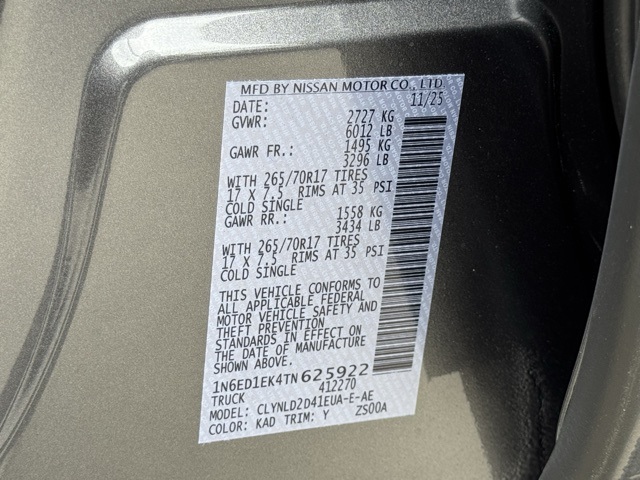 MFD BY NISSAN MOTOR CO., LTD.
DATE: 11/25
GVWR: 2727 KG
6012 LB
GAWR FR.: 1495 KG
3296 LB
WITH 265/70R17 TIRES
17 X 7.5 RIMS AT 35 PSI
COLD SINGLE
GAWR RR.: 1558 KG
3434 LB
WITH 265/70R17 TIRES
17 X 7.5 RIMS AT 35 PSI
COLD SINGLE
THIS VEHICLE CONFORMS TO
ALL APPLICABLE FEDERAL
MOTOR VEHICLE SAFETY AND
THEFT PREVENTION
STANDARDS IN EFFECT ON
THE DATE OF MANUFACTURE
SHOWN ABOVE.
1N6ED1EK4TN625922
TRUCK 412270
MODEL: CLYNLD2D41EUA-E-AE
COLOR: KAD TRIM: Y ZS00A